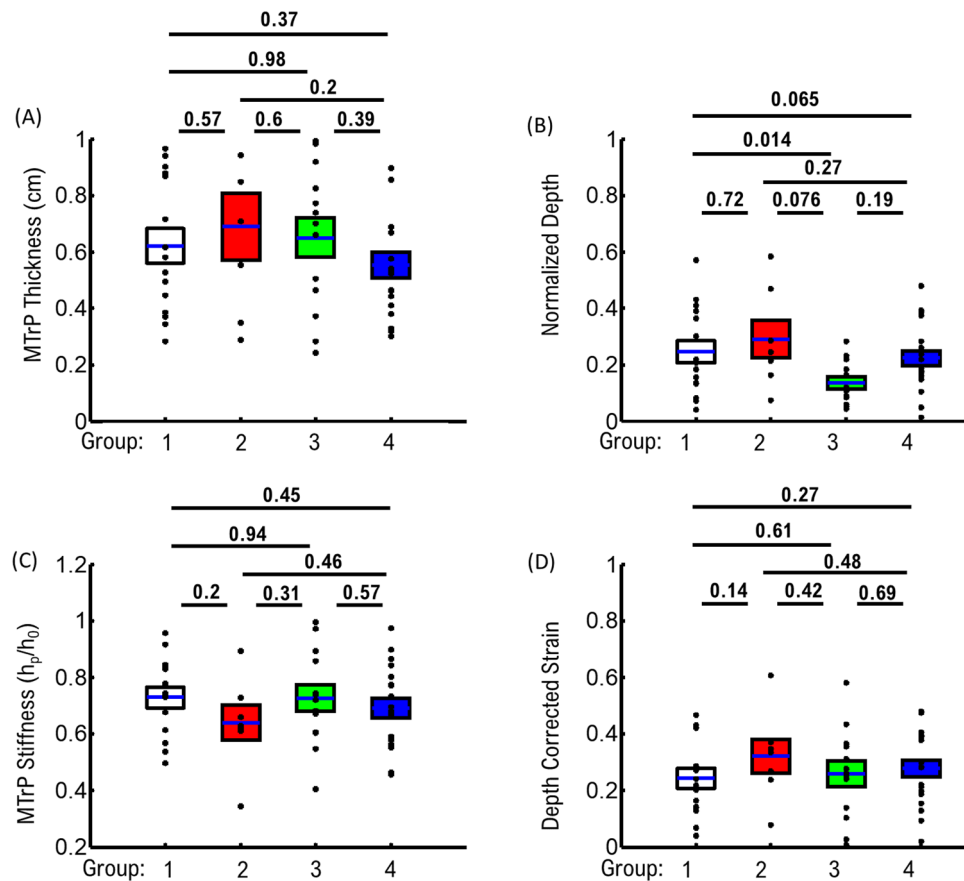 0.37
0.98
0.2
(A)
0.57 0.6 0.39
MTrP Thickness (cm)
1
0.8
0.6
0.4
0.2
0
Group: 1 2 3 4
0.065
0.014
(B)
0.27
0.72 0.076 0.19
Normalized Depth
1
0.8
0.6
0.4
0.2
0
Group: 1 2 3 4
0.45
0.94
(C)
0.46
0.2 0.31 0.57
MTrP Stiffness (hp/h0)
1.2
1
0.8
0.6
0.4
0.2
Group: 1 2 3 4
0.27
0.61
(D)
0.48
0.14 0.42 0.69
Depth Corrected Strain
1
0.8
0.6
0.4
0.2
0
Group: 1 2 3 4